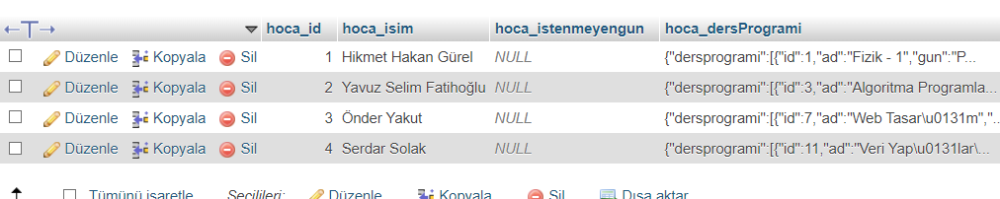 hoca_id hoca_isim hoca_istenmeyengun hoca_dersProgrami
Düzenle Kopyala Sil 1 Hikmet Hakan Gürel NULL {"dersprogrami":[{"id":1,"ad":"Fizik - 1","gun":"P...
Düzenle Kopyala Sil 2 Yavuz Selim Fatihoğlu NULL {"dersprogrami":[{"id":3,"ad":"Algoritma Programla...
Düzenle Kopyala Sil 3 Önder Yakut NULL {"dersprogrami":[{"id":7,"ad":"Web Tasar\u0131m","...
Düzenle Kopyala Sil 4 Serdar Solak NULL {"dersprogrami":[{"id":11,"ad":"Veri Yap\u0131lar\...
Tümünü işaretle Seçilileri: Düzenle Kopyala Sil Dışa aktar